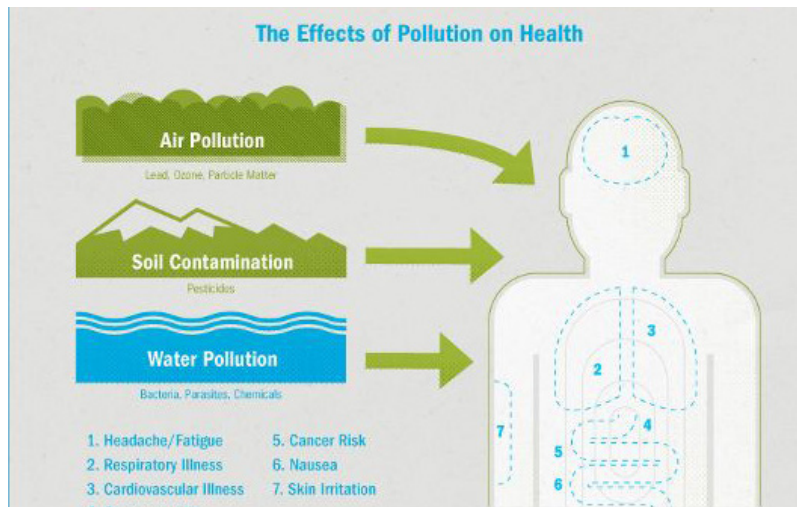 The Effects of Pollution on Health
Air Pollution
Lead, Ozone, Particle Matter
1
Soil Contamination
Pesticides
Water Pollution
Bacteria, Parasites, Chemicals
3
2
4
7
5
6
1. Headache/Fatigue
2. Respiratory Illness
3. Cardiovascular Illness
5. Cancer Risk
6. Nausea
7. Skin Irritation